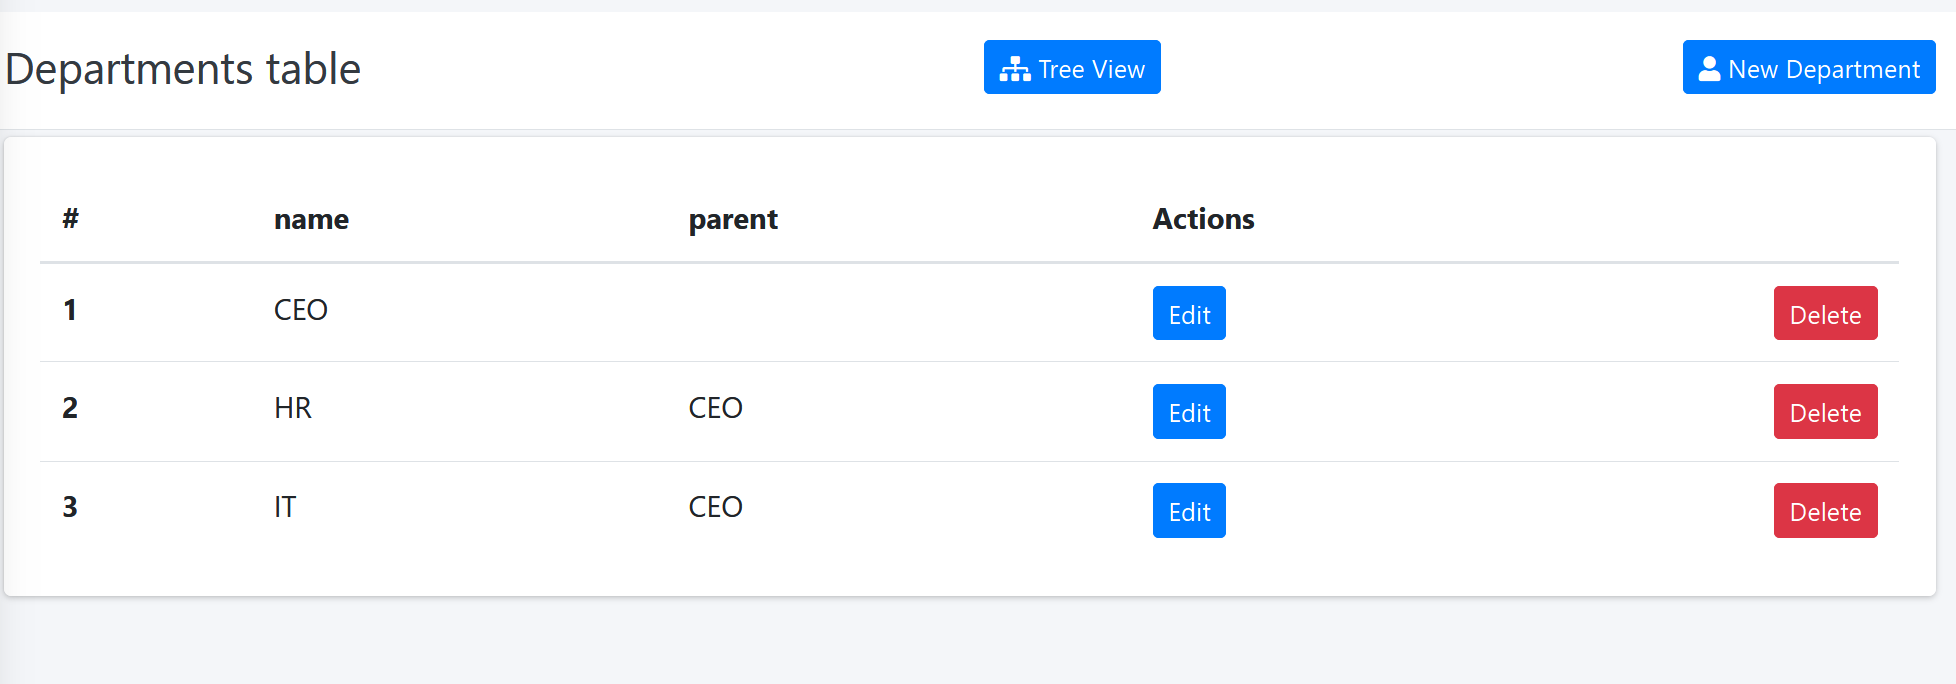 Departments table Tree View New Department
# name parent Actions
1 CEO Edit Delete
2 HR CEO Edit Delete
3 IT CEO Edit Delete